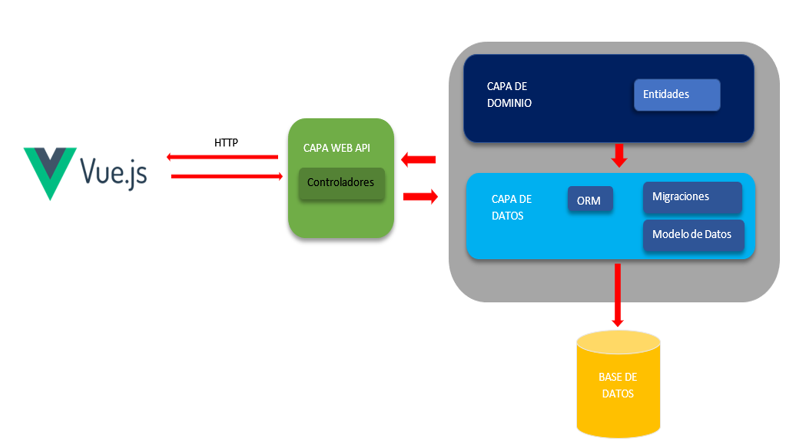 Vue.js
HTTP
CAPA WEB API
Controladores
CAPA DE
DOMINIO
Entidades
CAPA DE
DATOS
ORM
Migraciones
Modelo de Datos
BASE DE
DATOS